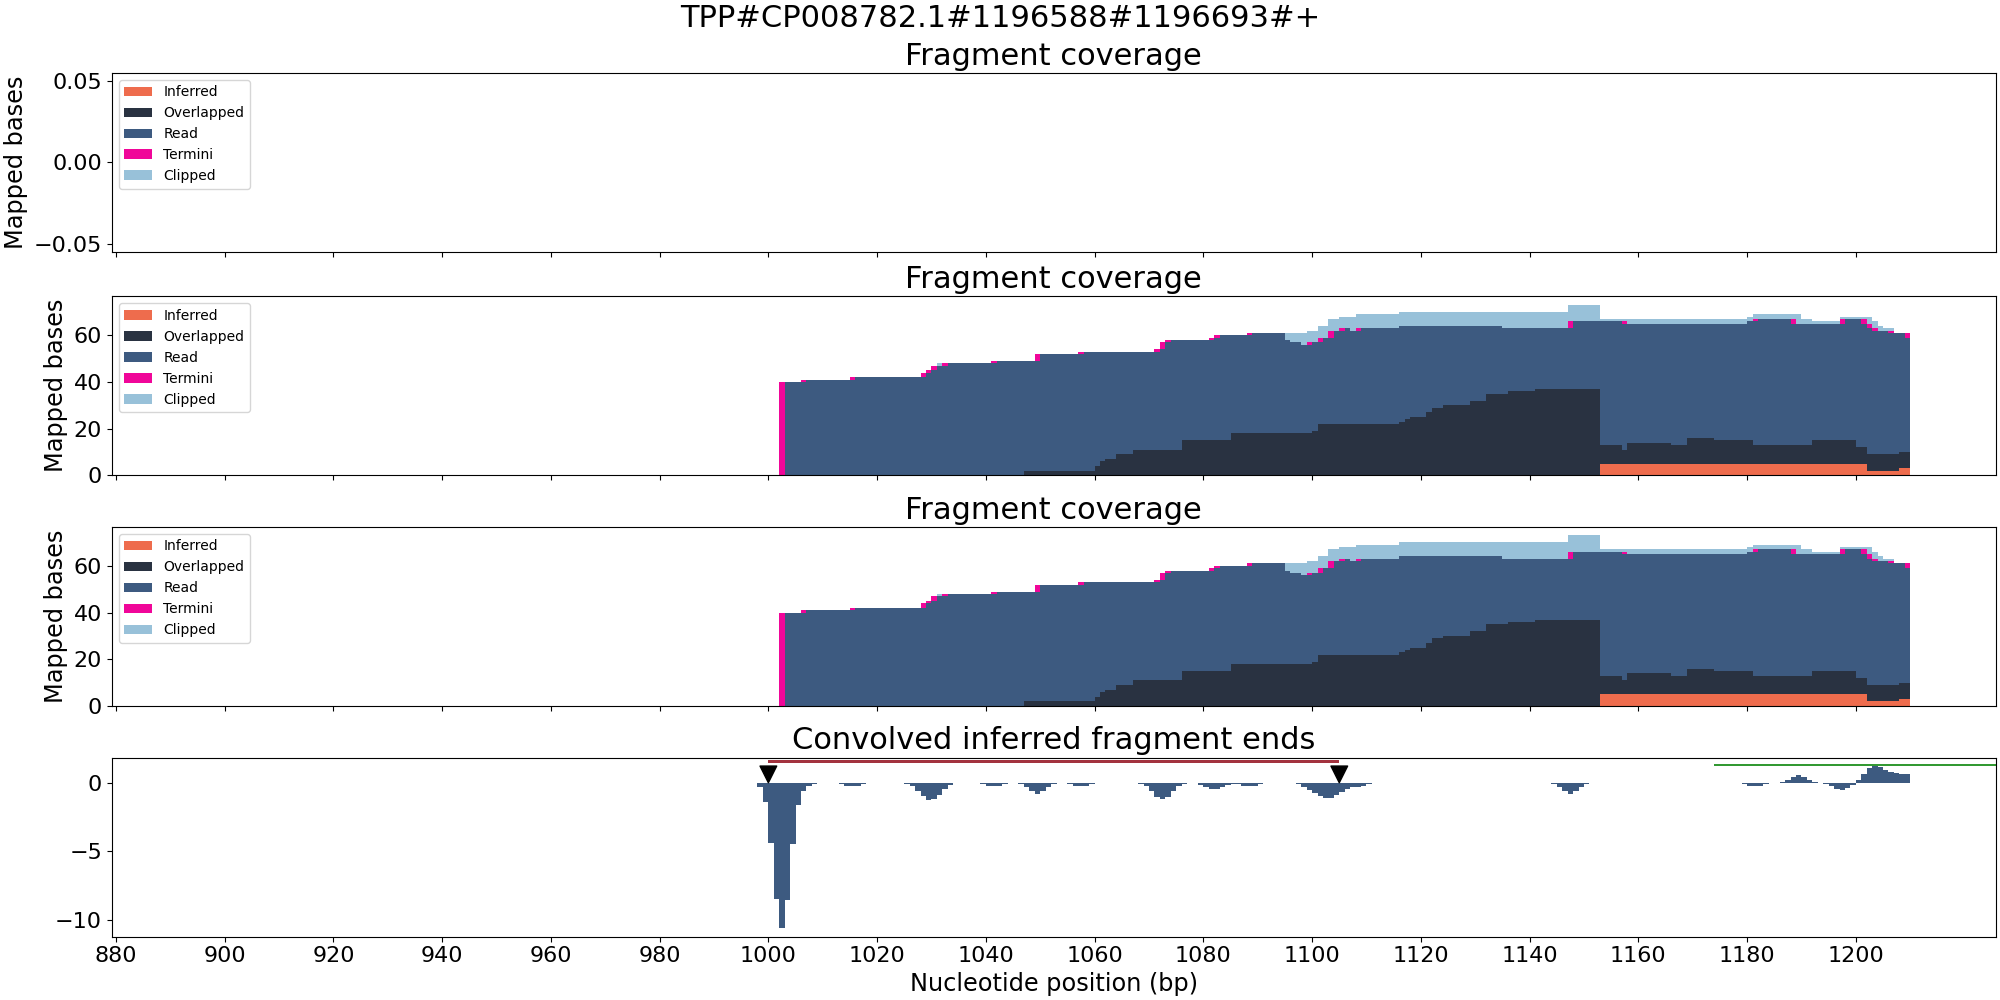 TPP#CP008782.1#1196588#1196693#+
Fragment coverage
Mapped bases
0.05
0.00
−0.05
Inferred
Overlapped
Read
Termini
Clipped
Fragment coverage
Mapped bases
60
40
20
0
Inferred
Overlapped
Read
Termini
Clipped
Fragment coverage
Mapped bases
60
40
20
0
Inferred
Overlapped
Read
Termini
Clipped
Convolved inferred fragment ends
0
−5
−10
880 900 920 940 960 980 1000 1020 1040 1060 1080 1100 1120 1140 1160 1180 1200
Nucleotide position (bp)